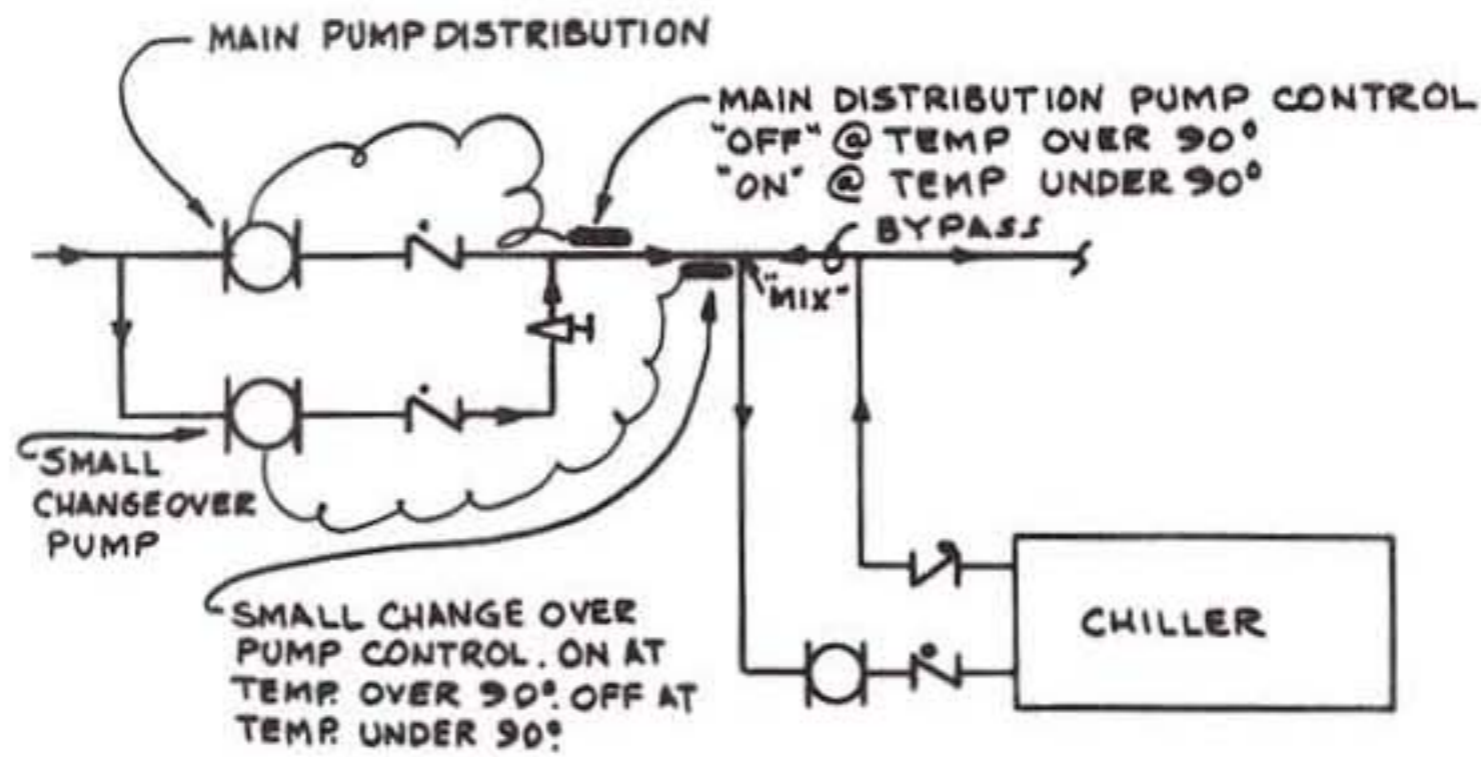 MAIN PUMP DISTRIBUTION
MAIN DISTRIBUTION PUMP CONTROL
"OFF" @ TEMP OVER 90°
"ON" @ TEMP UNDER 90°
BYPASS
"MIX"
SMALL
CHANGEOVER
PUMP
SMALL CHANGE OVER
PUMP CONTROL. ON AT
TEMP. OVER 90°. OFF AT
TEMP. UNDER 90°.
CHILLER